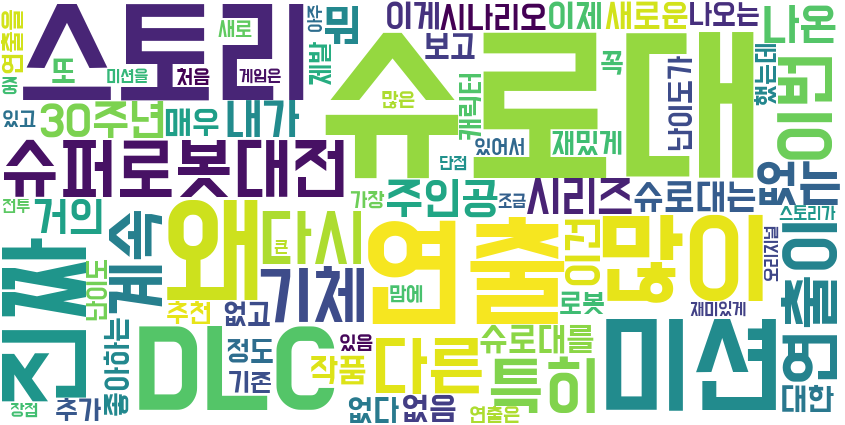 연출을
스토리
새로
작
뭐
이게
시나리오
이제
새로운
나오는
나온
또
미션을
처음
게임은
제발
보고
슈로대
꼭
했는데
이번
중
많은
캐릭터
난이도가
있고
30주년
매우
내가
있어서
재밌게
단점
슈퍼로봇대전
없는
전투
거의
가장
주인공
조금
시리즈
슈로대는
스토리가
진짜
계속
왜
다시
큰
연출
이건
많이
오리지널
연출이
난이도
기체
맘에
로봇
재미있게
추천
없고
DLC
있음
슈로대를
미션
좋아하는
정도
기존
작품
다른
특히
대한
장점
추가
없다
없음
연출은